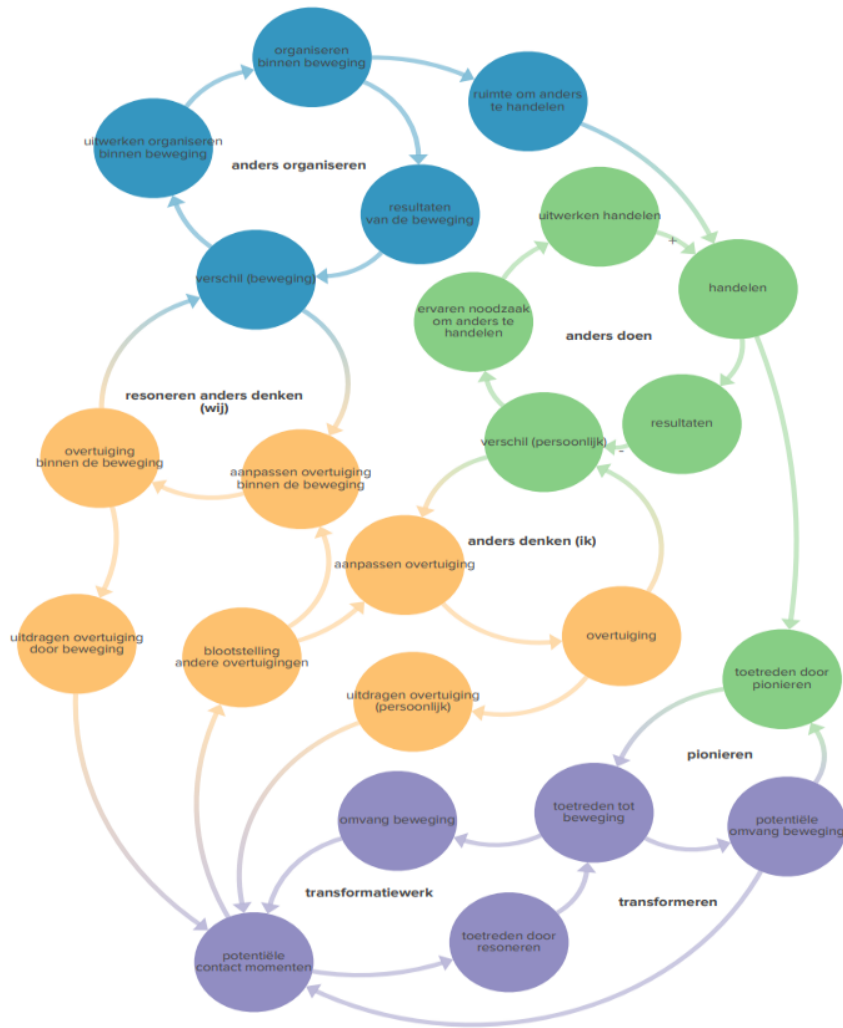 organiseren
binnen beweging
ruimte om anders
te handelen
uitwerken organiseren
binnen beweging
anders organiseren
resultaten
van de beweging
uitwerken handelen
+
verschil (beweging)
handelen
ervaren noodzaak
om anders te
handelen
anders doen
resoneren anders denken
(wij)
resultaten
verschil (persoonlijk)
-
overtuiging
binnen de beweging
aanpassen overtuiging
binnen de beweging
anders denken (ik)
aanpassen overtuiging
uitdragen overtuiging
door beweging
blootstelling
andere overtuigingen
overtuiging
uitdragen overtuiging
(persoonlijk)
toetreden door
pionieren
pionieren
omvang beweging
toetreden tot
beweging
potentiële
omvang beweging
transformatiewerk
transformeren
toetreden door
resoneren
potentiële
contact momenten